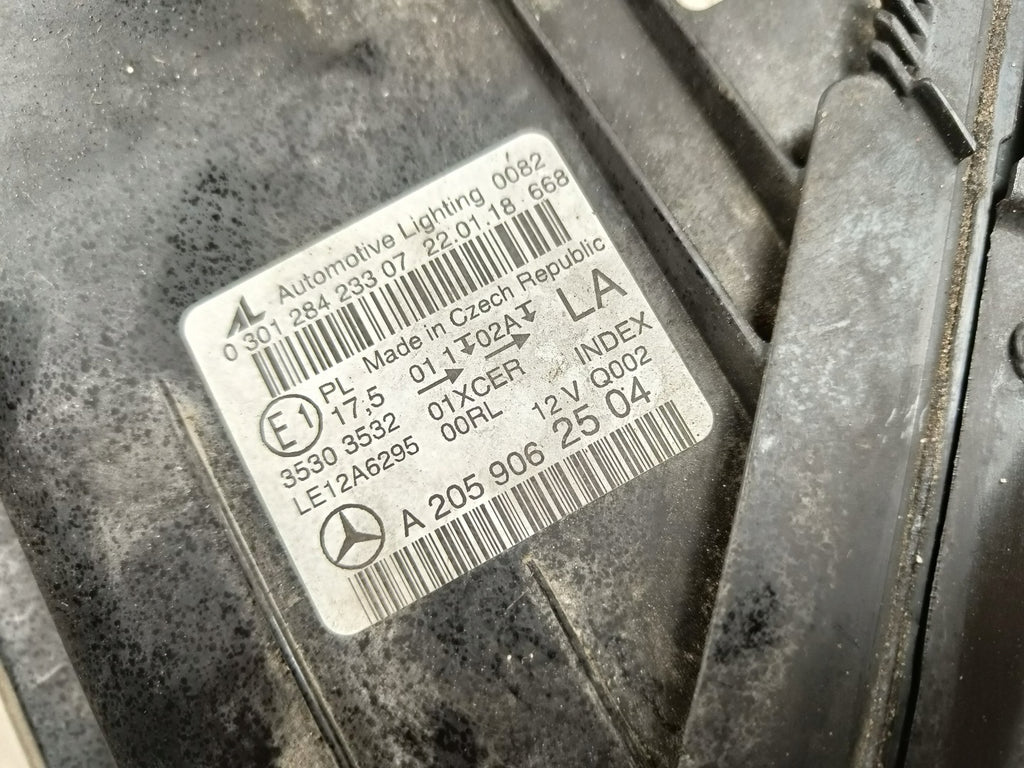 AL Automotive Lighting 0082
0 301 284 233 07 22.01.18 668
Made in Czech Republic
E1 PL 01 1 02A LA
17,5
3530 3532 01XCER INDEX
LE12A6295 00RL 12 V Q002
A 205 906 25 04